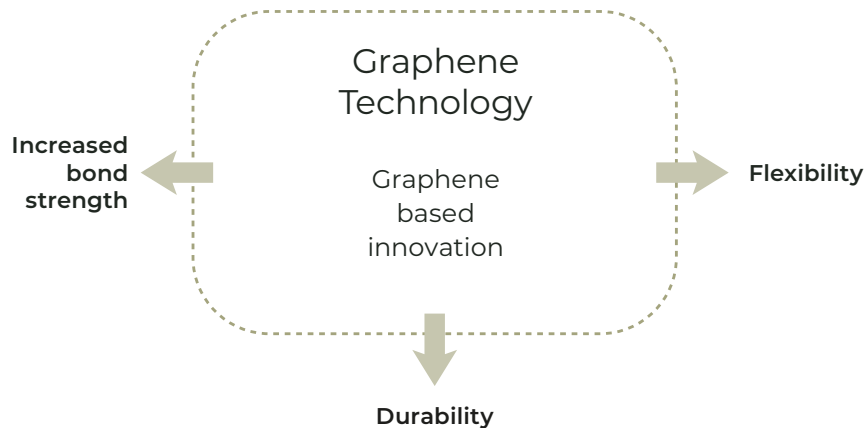 Graphene
Technology
Increased
bond
strength
Graphene
based
innovation
Flexibility
Durability